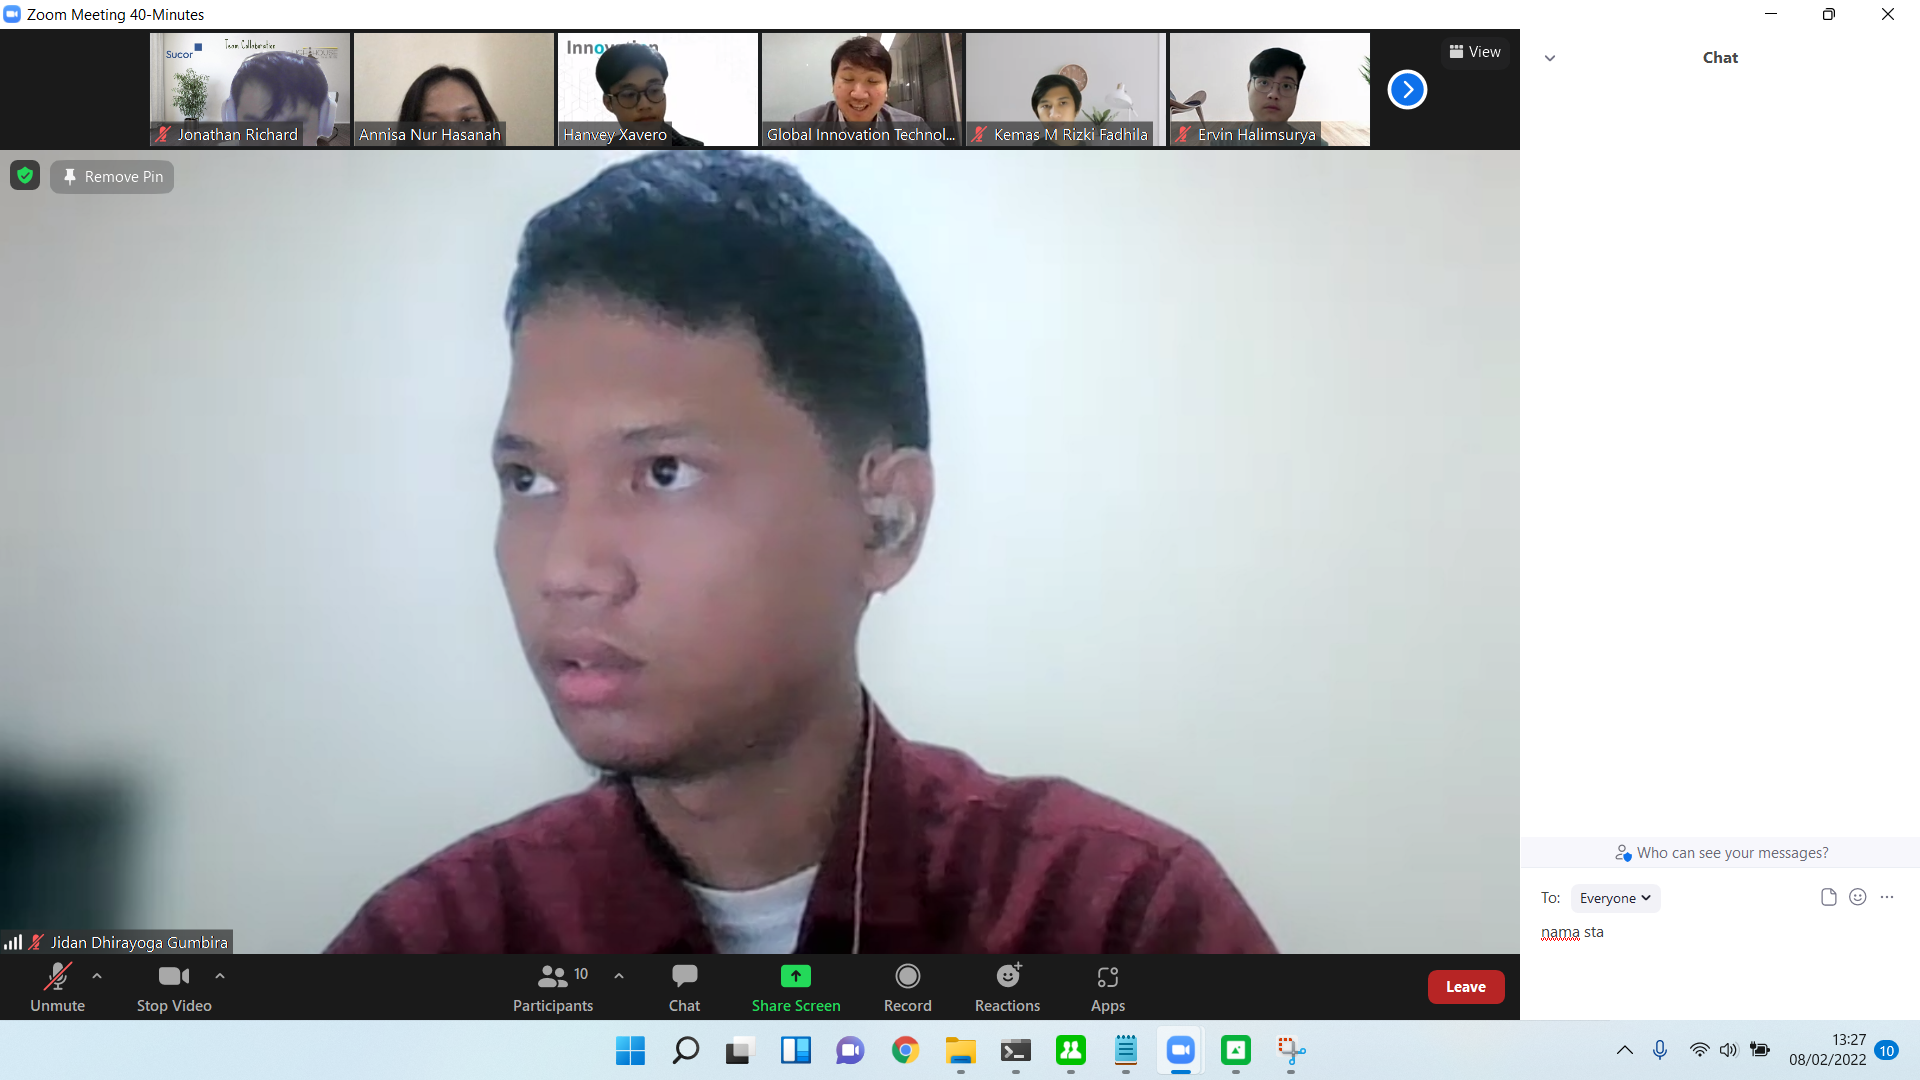 Zoom Meeting 40-Minutes
Sucor
Team Collaboration
Innovation
View
Chat
Jonathan Richard
Annisa Nur Hasanah
Hanvey Xavero
Global Innovation Technol...
Kemas M Rizki Fadhila
Ervin Halimsurya
Remove Pin
Who can see your messages?
To: Everyone
nama sta
Jidan Dhirayoga Gumbira
Unmute
Stop Video
10
Participants
Chat
Share Screen
Record
Reactions
Apps
Leave
13:27
08/02/2022
10